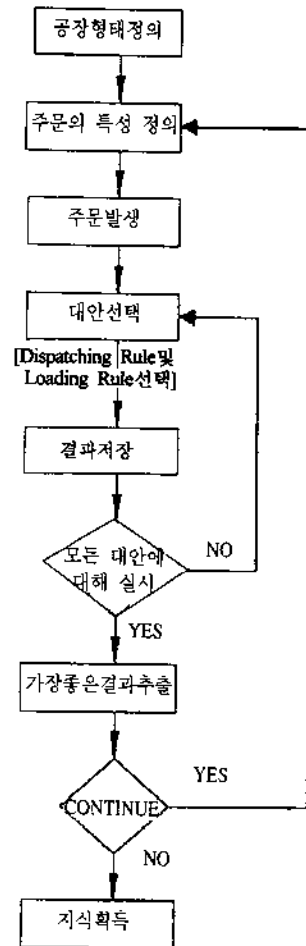 공장형태정의
주문의 특성 정의
주문발생
대안선택
[Dispatching Rule및
Loading Rule선택]
결과저장
모든 대안에
대해 실시
NO
YES
가장좋은결과추출
YES
CONTINUE
NO
지식획득